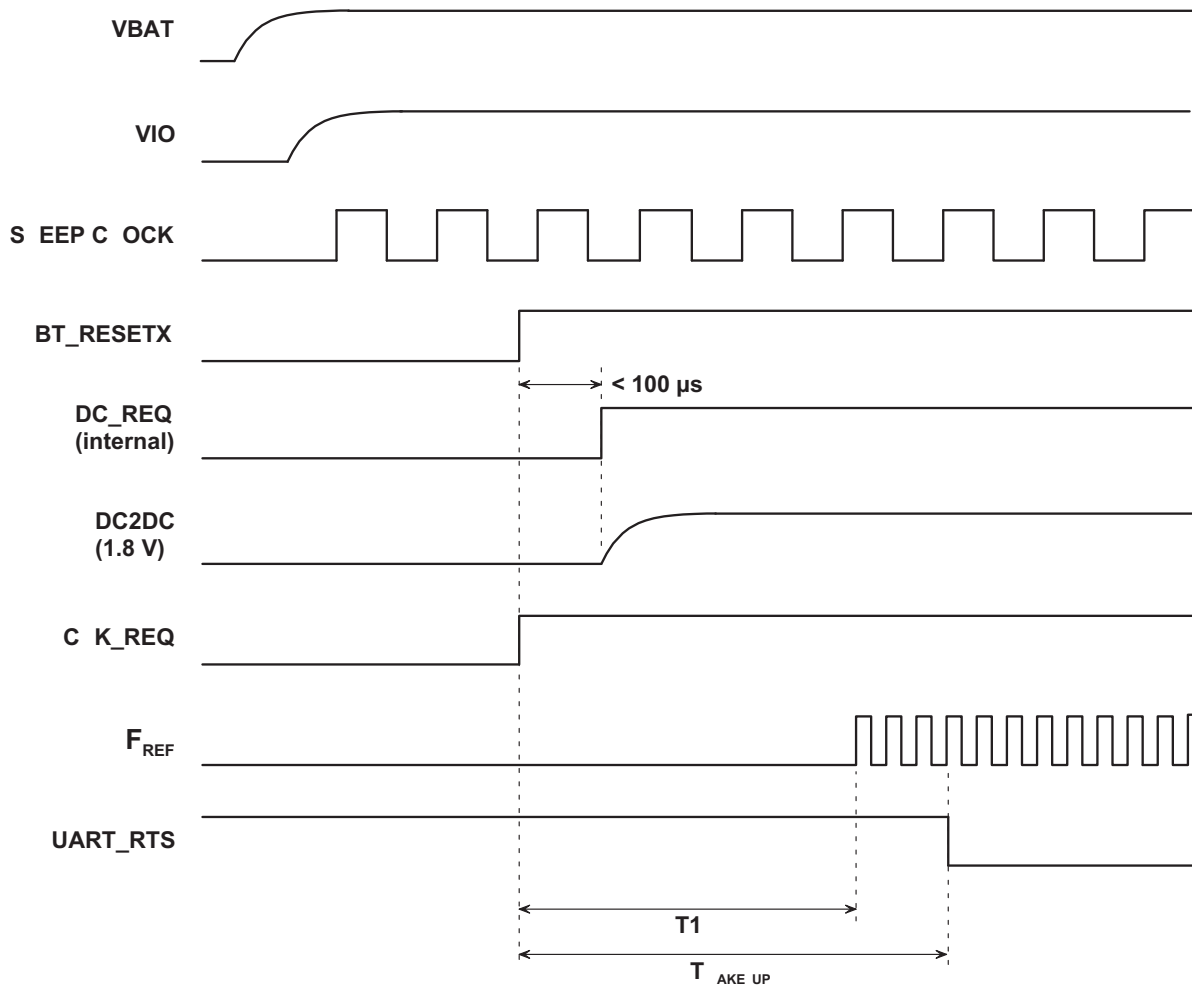 VBAT
VIO
S EEP C OCK
BT_RESETX
< 100 µs
DC_REQ
(internal)
DC2DC
(1.8 V)
C K_REQ
FREF
UART_RTS
T1
T AKE UP